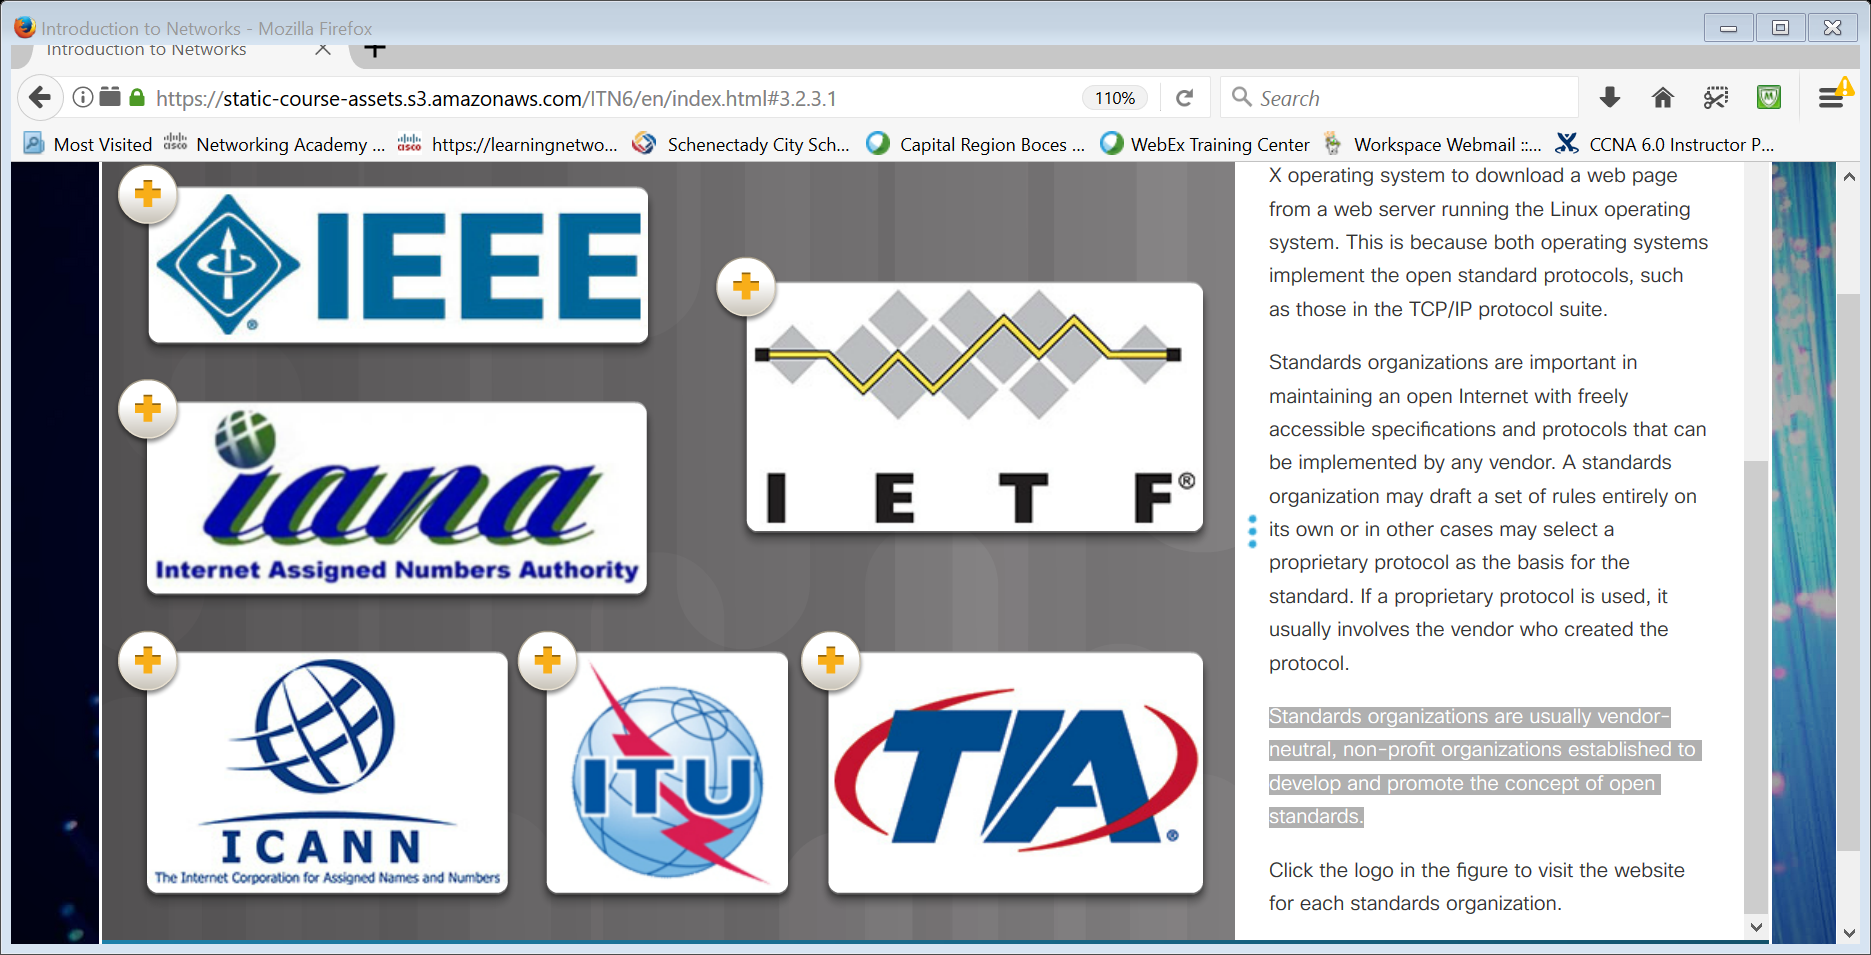 Introduction to Networks - Mozilla Firefox
Introduction to Networks
https://static-course-assets.s3.amazonaws.com/ITN6/en/index.html#3.2.3.1
110%
Search
Most Visited
Networking Academy ...
https://learningnetwo...
Schenectady City Sch...
Capital Region Boces ...
WebEx Training Center
Workspace Webmail ::...
CCNA 6.0 Instructor P...
IEEE
®
iana
Internet Assigned Numbers Authority
I E T F®
ICANN
The Internet Corporation for Assigned Names and Numbers
ITU
TIA
®
X operating system to download a web page
from a web server running the Linux operating
system. This is because both operating systems
implement the open standard protocols, such
as those in the TCP/IP protocol suite.
Standards organizations are important in
maintaining an open Internet with freely
accessible specifications and protocols that can
be implemented by any vendor. A standards
organization may draft a set of rules entirely on
its own or in other cases may select a
proprietary protocol as the basis for the
standard. If a proprietary protocol is used, it
usually involves the vendor who created the
protocol.
Standards organizations are usually vendor-
neutral, non-profit organizations established to
develop and promote the concept of open
standards.
Click the logo in the figure to visit the website
for each standards organization.